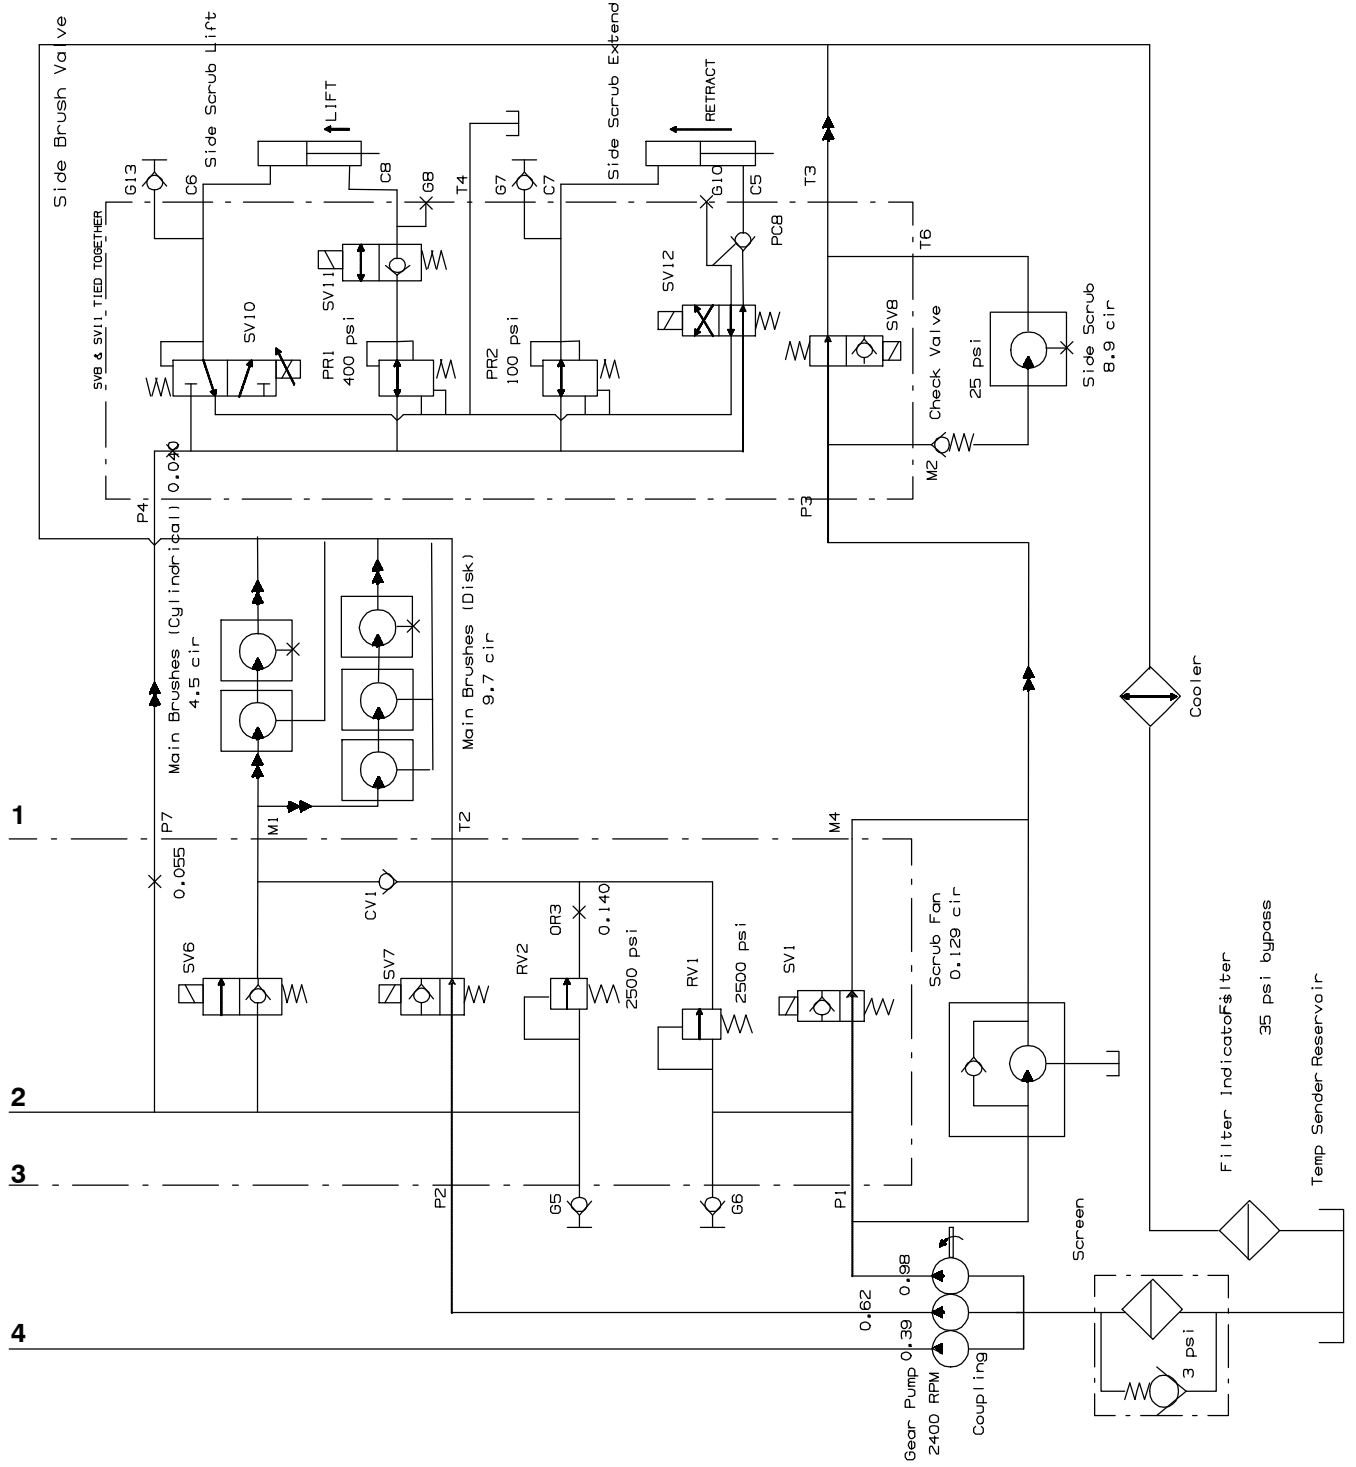 Side Brush Valve
Side Scrub Lift
Side Scrub Extend
LIFT
RETRACT
G13
C6
C8
G8
T4
G7
C7
G10
C5
T3
SV8 & SV11 TIED TOGETHER
SV10
SV11
PR1
400 psi
PR2
100 psi
SV12
PC8
T6
SV8
Check Valve
25 psi
Side Scrub
8.9 cir
M2
P4
0.040
P3
Main Brushes (Cylindrical)
4.5 cir
Main Brushes (Disk)
9.7 cir
Cooler
1
P7
M1
T2
M4
0.055
CV1
OR3
0.140
SV6
SV7
RV2
2500 psi
RV1
2500 psi
SV1
Scrub Fan
0.129 cir
2
3
P2
G5
G6
P1
Filter Indicator
Filter
35 psi bypass
Temp Sender
Reservoir
Screen
3 psi
4
0.98
0.62
0.39
Gear Pump
2400 RPM
Coupling